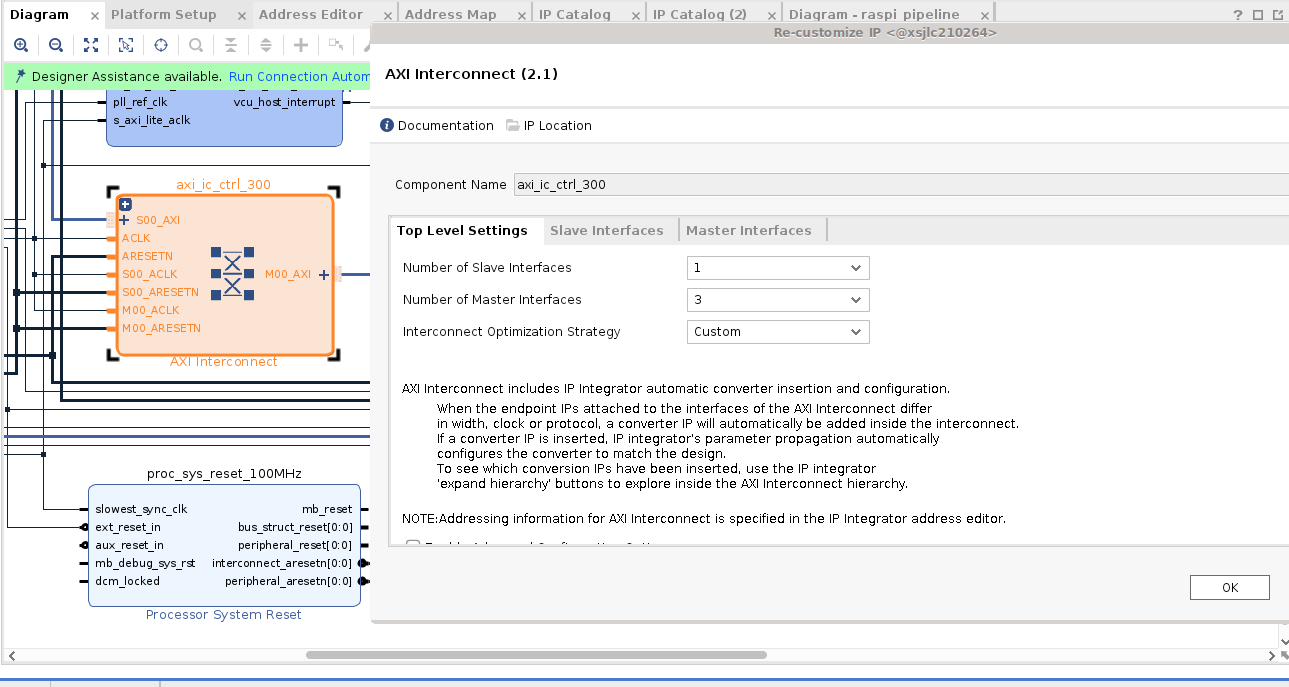 Diagram × Platform Setup × Address Editor × Address Map × IP Catalog × IP Catalog (2) × Diagram - raspi_pipeline × ?
Re-customize IP <@xsjlc210264>
Designer Assistance available. Run Connection Autom
pll_ref_clk vcu_host_interrupt
s_axi_lite_aclk
axi_ic_ctrl_300
S00_AXI
ACLK
ARESETN
S00_ACLK M00_AXI
S00_ARESETN
M00_ACLK
M00_ARESETN
AXI Interconnect
proc_sys_reset_100MHz
slowest_sync_clk mb_reset
ext_reset_in bus_struct_reset[0:0]
aux_reset_in peripheral_reset[0:0]
mb_debug_sys_rst interconnect_aresetn[0:0]
dcm_locked peripheral_aresetn[0:0]
Processor System Reset
AXI Interconnect (2.1)
Documentation IP Location
Component Name axi_ic_ctrl_300
Top Level Settings Slave Interfaces Master Interfaces
Number of Slave Interfaces 1
Number of Master Interfaces 3
Interconnect Optimization Strategy Custom
AXI Interconnect includes IP Integrator automatic converter insertion and configuration.
When the endpoint IPs attached to the interfaces of the AXI Interconnect differ
in width, clock or protocol, a converter IP will automatically be added inside the interconnect.
If a converter IP is inserted, IP integrator's parameter propagation automatically
configures the converter to match the design.
To see which conversion IPs have been inserted, use the IP integrator
'expand hierarchy' buttons to explore inside the AXI Interconnect hierarchy.
NOTE:Addressing information for AXI Interconnect is specified in the IP Integrator address editor.
OK